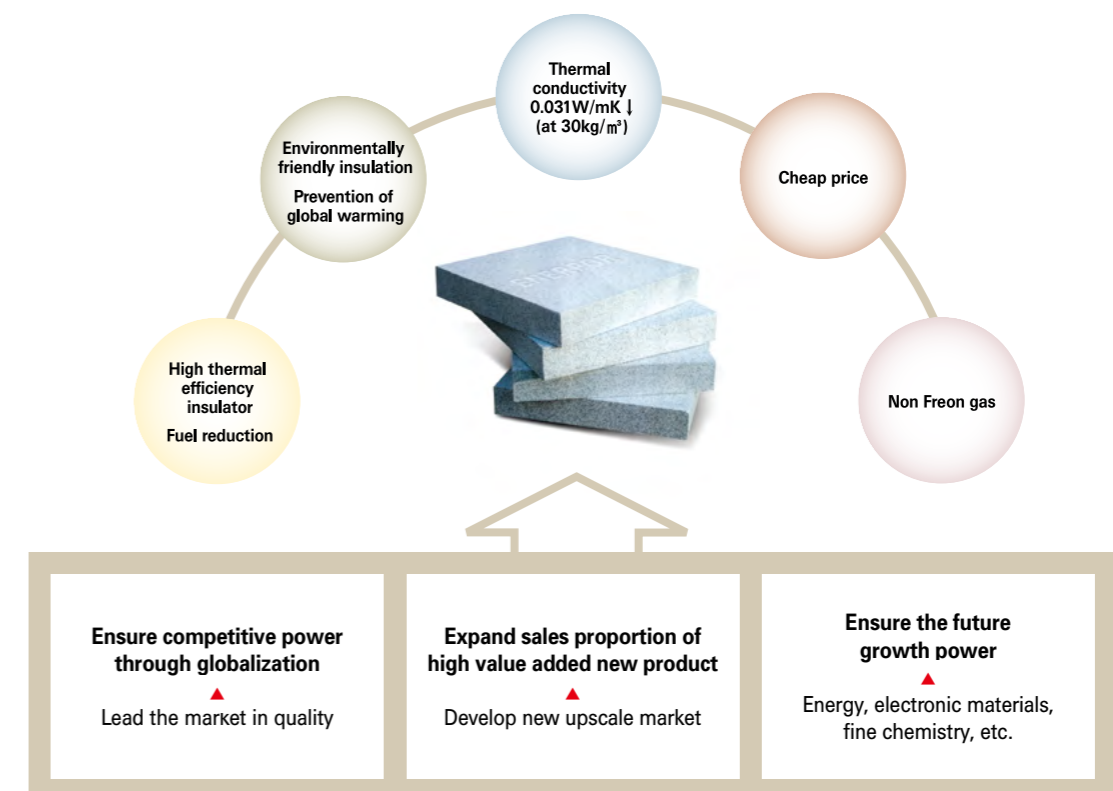 Thermal
conductivity
0.031W/mK ↓
(at 30kg/㎥)
Environmentally
friendly insulation
Prevention of
global warming
Cheap price
High thermal
efficiency
insulator
Fuel reduction
Non Freon gas
Ensure competitive power
through globalization
▲
Lead the market in quality
Expand sales proportion of
high value added new product
▲
Develop new upscale market
Ensure the future
growth power
▲
Energy, electronic materials,
fine chemistry, etc.